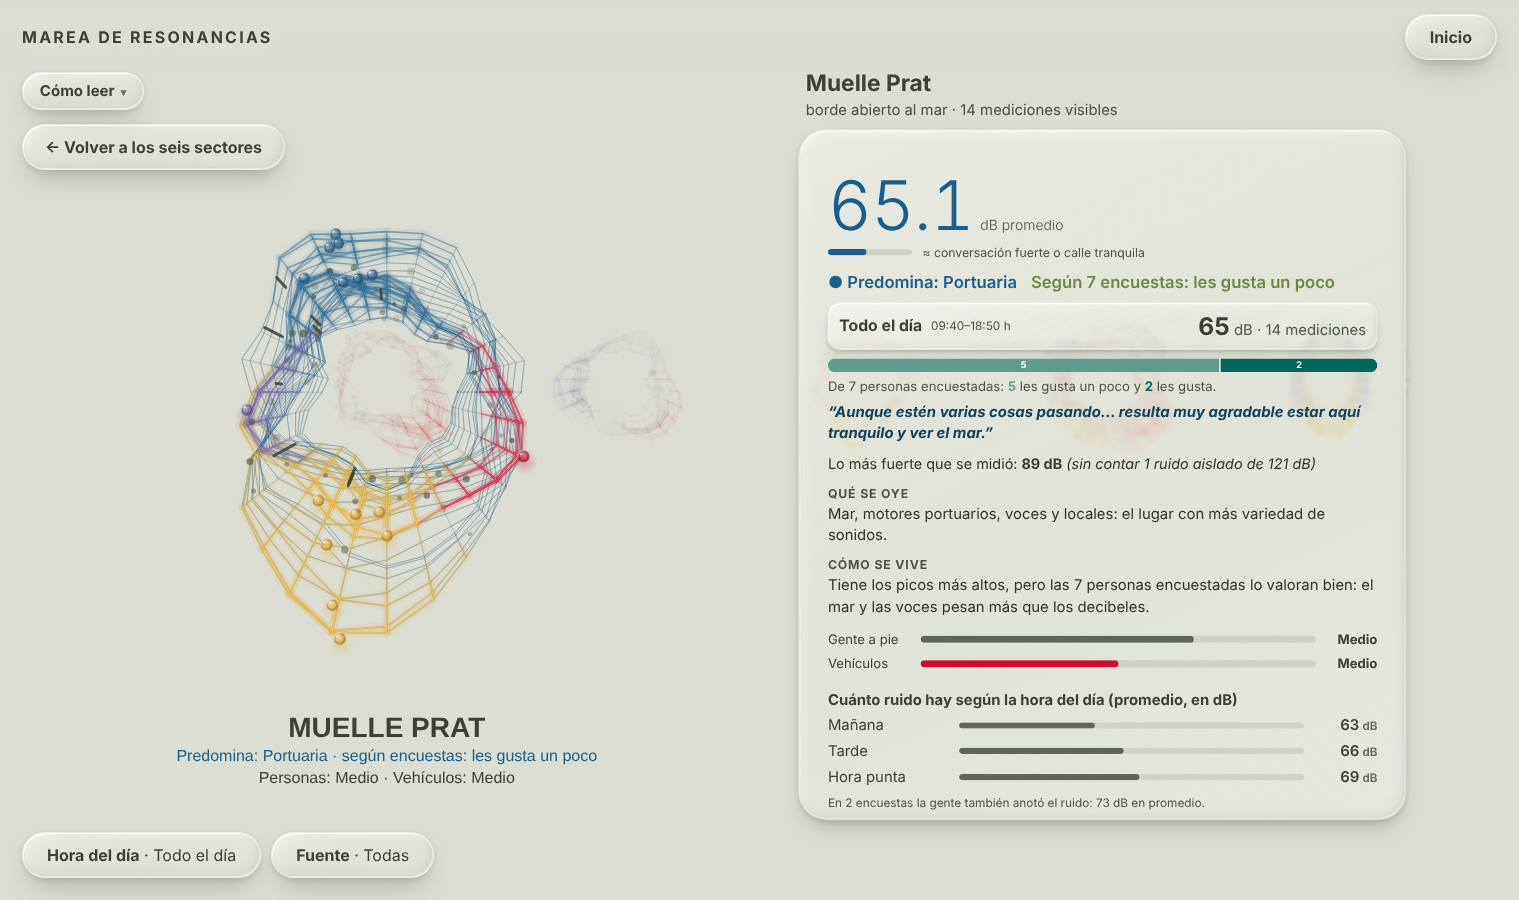 MAREA DE RESONANCIAS
Inicio
Cómo leer ▾
← Volver a los seis sectores
Muelle Prat
borde abierto al mar · 14 mediciones visibles
65.1 dB promedio
≈ conversación fuerte o calle tranquila
Predomina: Portuaria Según 7 encuestas: les gusta un poco
Todo el día 09:40–18:50 h 65 dB · 14 mediciones
5 2
De 7 personas encuestadas: 5 les gusta un poco y 2 les gusta.
“Aunque estén varias cosas pasando... resulta muy agradable estar aquí
tranquilo y ver el mar.”
Lo más fuerte que se midió: 89 dB (sin contar 1 ruido aislado de 121 dB)
QUÉ SE OYE
Mar, motores portuarios, voces y locales: el lugar con más variedad de
sonidos.
CÓMO SE VIVE
Tiene los picos más altos, pero las 7 personas encuestadas lo valoran bien: el
mar y las voces pesan más que los decibeles.
Gente a pie Medio
Vehículos Medio
Cuánto ruido hay según la hora del día (promedio, en dB)
Mañana 63 dB
Tarde 66 dB
Hora punta 69 dB
En 2 encuestas la gente también anotó el ruido: 73 dB en promedio.
MUELLE PRAT
Predomina: Portuaria · según encuestas: les gusta un poco
Personas: Medio · Vehículos: Medio
Hora del día · Todo el día
Fuente · Todas